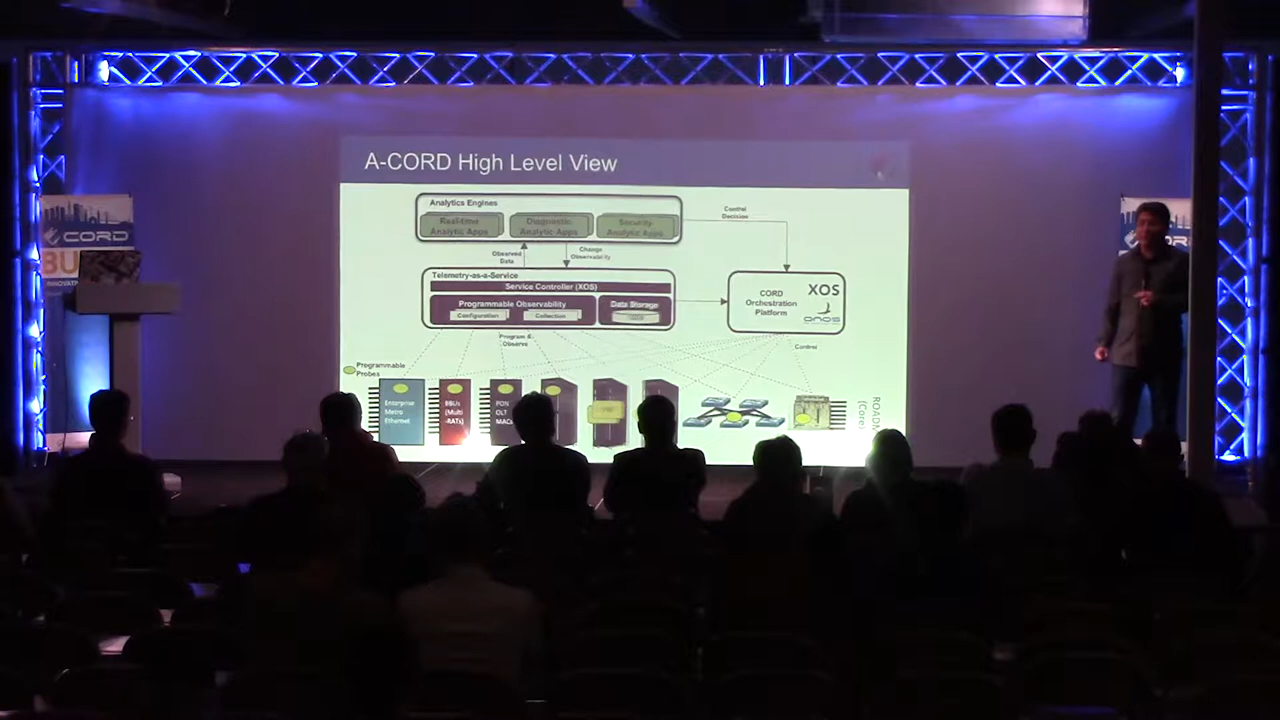 A-CORD High Level View
Analytics Engines
Real-time
Analytic Apps
Diagnostic
Analytic Apps
Security
Analytic Apps
Control
Decision
Observed
Data
Change
Observability
Telemetry-as-a-Service
Service Controller (XOS)
Programmable Observability
Configuration
Collection
Data Storage
CORD
Orchestration
Platform
XOS
onos
Program &
Observe
Control
Programmable
Probes
Enterprise
Metro
Ethernet
BBUs
(Multi
-RATs)
PON
OLT
MACs
ROADM
(Core)
CORD
BU
CORD